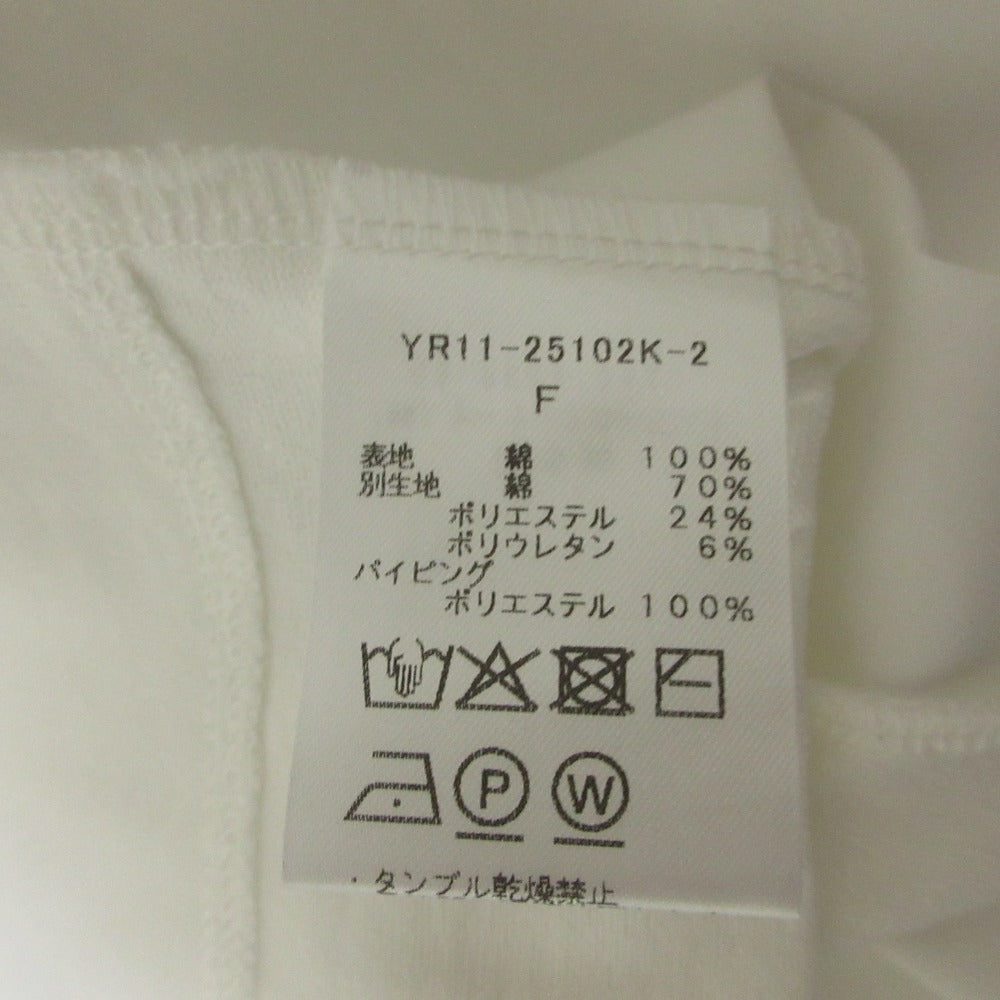 YR11-25102K-2
F
表地 綿 100%
別生地 綿 70%
ポリエステル 24%
ポリウレタン 6%
パイピング
ポリエステル 100%
P W
・タンブル乾燥禁止